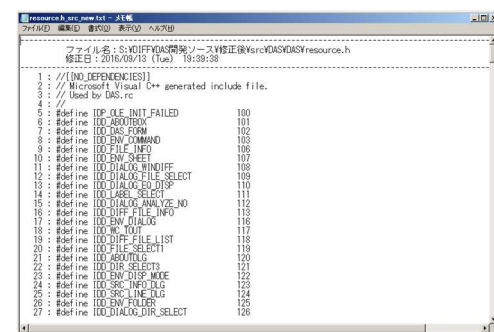 resource.h_src_new.txt - メモ帳
ファイル(F) 編集(E) 書式(O) 表示(V) ヘルプ(H)
ファイル名：S:¥DIFF¥DAS開発ソース¥修正後¥src¥DAS¥DAS¥resource.h
修正日：2016/09/13 (Tue) 19:39:38
1 : //{{NO_DEPENDENCIES}}
2 : // Microsoft Visual C++ generated include file.
3 : // Used by DAS.rc
4 : //
5 : #define IDP_OLE_INIT_FAILED 100
6 : #define IDD_ABOUTBOX 101
7 : #define IDD_DAS_FORM 102
8 : #define IDD_ENV_COMMAND 103
9 : #define IDD_FILE_INFO 106
10 : #define IDD_ENV_SHEET 107
11 : #define IDD_DIALOG_WINDIFF 108
12 : #define IDD_DIALOG_FILE_SELECT 109
13 : #define IDD_DIALOG_EQ_DISP 110
14 : #define IDD_LABEL_SELECT 111
15 : #define IDD_DIALOG_ANALYZE_NO 112
16 : #define IDD_DIFF_FILE_INFO 113
17 : #define IDD_ENV_DIALOG 116
18 : #define IDD_WC_TOUT 117
19 : #define IDD_DIFF_FILE_LIST 118
20 : #define IDD_FILE_SELECT1 119
21 : #define IDD_ABOUTDLG 120
22 : #define IDD_DIR_SELECT3 121
23 : #define IDD_ENV_DISP_MODE 122
24 : #define IDD_SRC_INFO_DLG 123
25 : #define IDD_SRC_LINE_DLG 124
26 : #define IDD_ENV_FOLDER 125
27 : #define IDD_DIALOG_DIR_SELECT 126